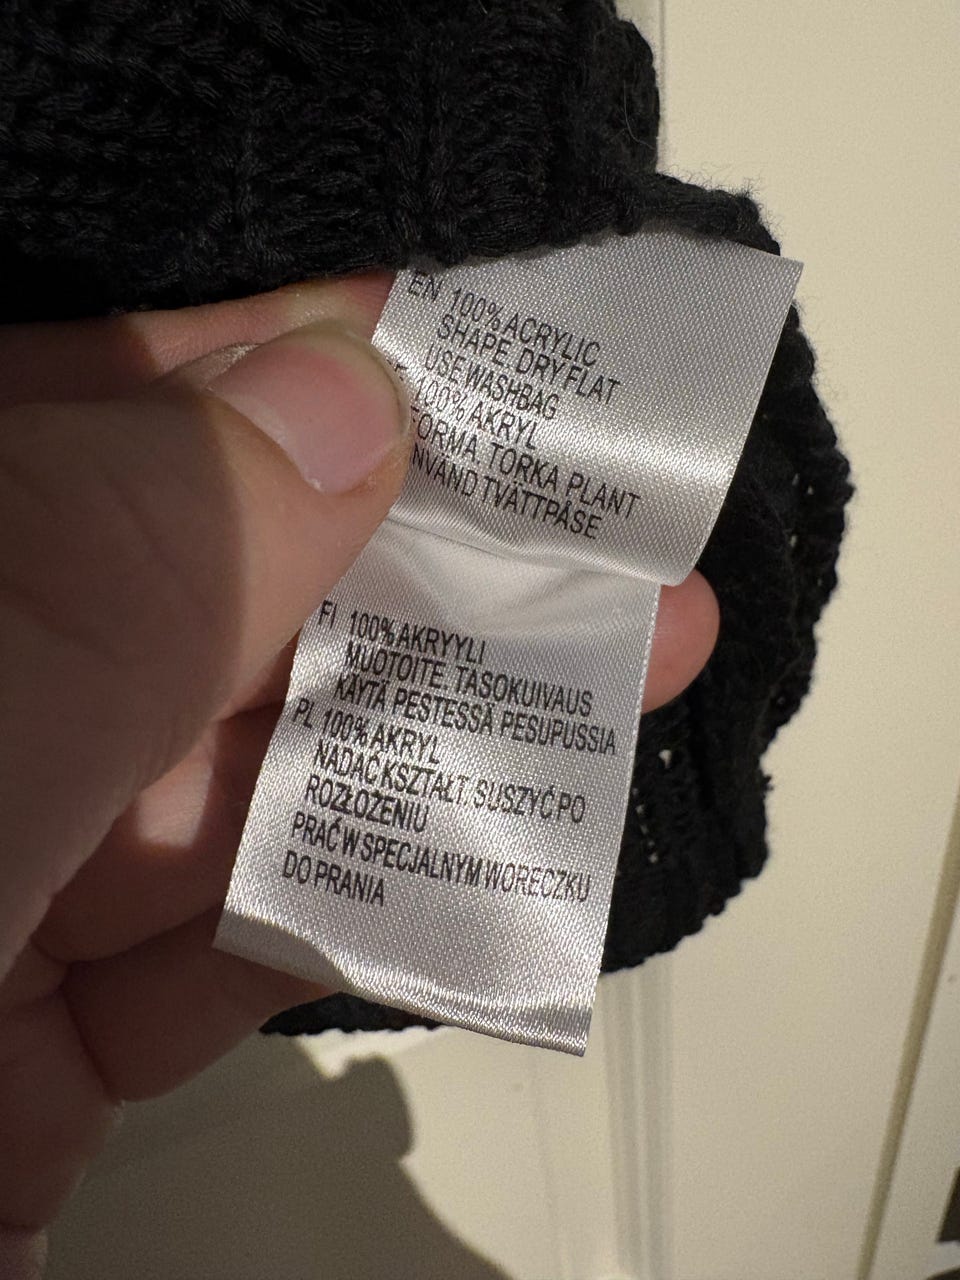 EN 100% ACRYLIC
SHAPE. DRY FLAT
USE WASHBAG
100% AKRYL
FORMA. TORKA PLANT
NVÄND TVÄTTPÅSE
FI 100% AKRYYLI
MUOTOITE. TASOKUIVAUS
KÄYTÄ PESTESSÄ PESUPUSSIA
PL 100% AKRYL
NADAĆ KSZTAŁT. SUSZYĆ PO
ROZŁOŻENIU
PRAĆ W SPECJALNYM WORECZKU
DO PRANIA